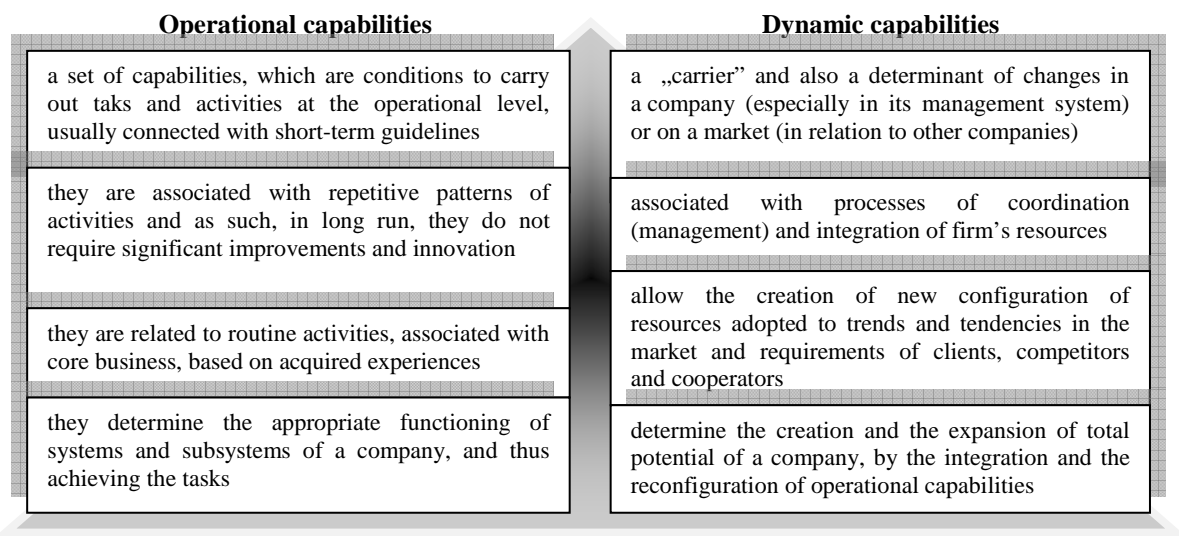 Operational capabilities
a set of capabilities, which are conditions to carry
out taks and activities at the operational level,
usually connected with short-term guidelines
they are associated with repetitive patterns of
activities and as such, in long run, they do not
require significant improvements and innovation
they are related to routine activities, associated with
core business, based on acquired experiences
they determine the appropriate functioning of
systems and subsystems of a company, and thus
achieving the tasks
Dynamic capabilities
a „carrier” and also a determinant of changes in
a company (especially in its management system)
or on a market (in relation to other companies)
associated with processes of coordination
(management) and integration of firm’s resources
allow the creation of new configuration of
resources adopted to trends and tendencies in the
market and requirements of clients, competitors
and cooperators
determine the creation and the expansion of total
potential of a company, by the integration and the
reconfiguration of operational capabilities